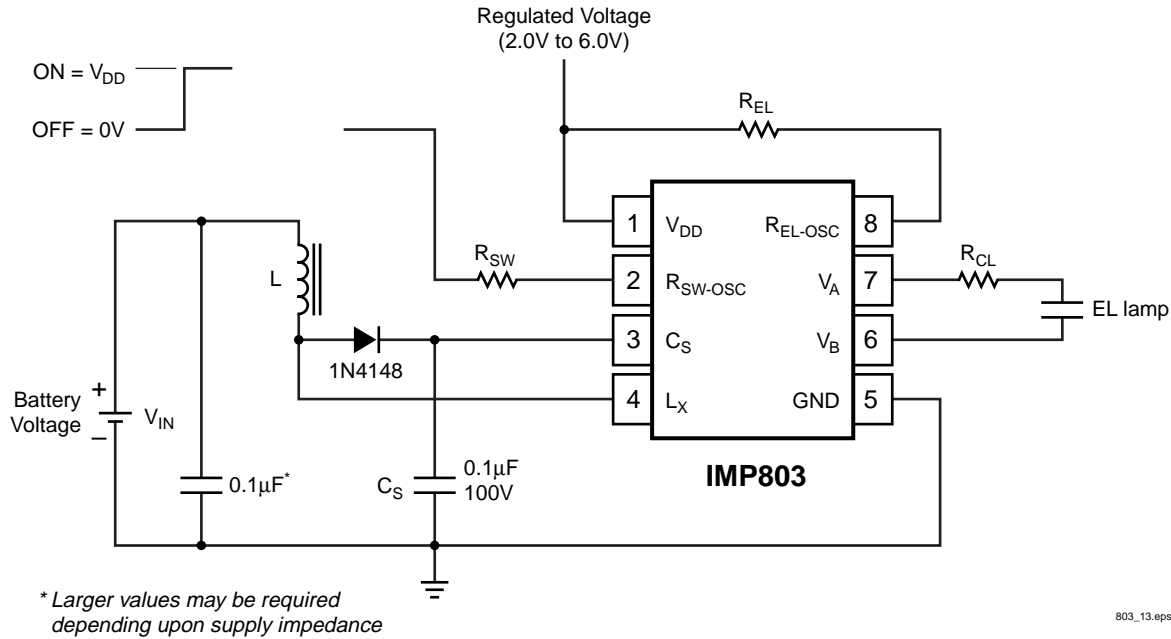 Regulated Voltage
(2.0V to 6.0V)
ON = VDD
OFF = 0V
REL
1
VDD
REL-OSC
8
RSW
2
RSW-OSC
VA
7
RCL
L
EL lamp
3
CS
VB
6
1N4148
4
LX
GND
5
Battery
Voltage
+
–
VIN
IMP803
0.1µF*
CS
0.1µF
100V
* Larger values may be required
depending upon supply impedance
803_13.eps